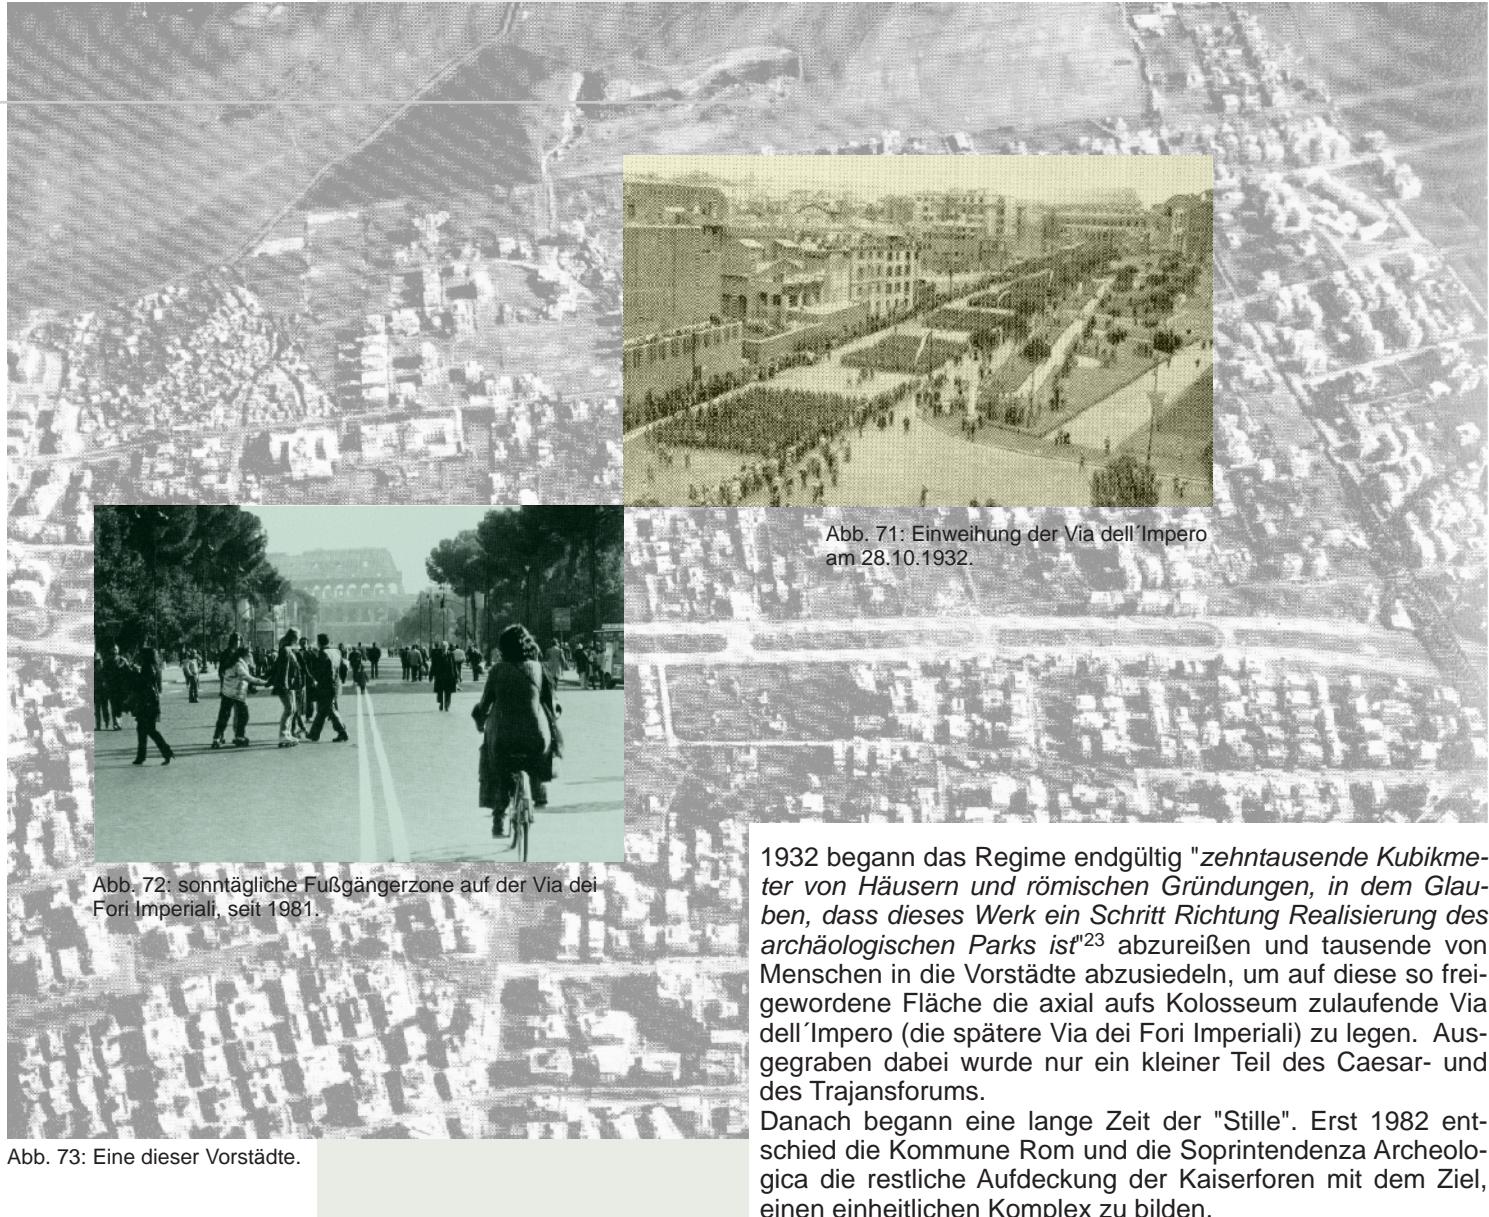 Abb. 71: Einweihung der Via dell´Impero
am 28.10.1932.
Abb. 72: sonntägliche Fußgängerzone auf der Via dei
Fori Imperiali, seit 1981.
Abb. 73: Eine dieser Vorstädte.
1932 begann das Regime endgültig "zehntausende Kubikme-
ter von Häusern und römischen Gründungen, in dem Glau-
ben, dass dieses Werk ein Schritt Richtung Realisierung des
archäologischen Parks ist"23 abzureißen und tausende von
Menschen in die Vorstädte abzusiedeln, um auf diese so frei-
gewordene Fläche die axial aufs Kolosseum zulaufende Via
dell´Impero (die spätere Via dei Fori Imperiali) zu legen. Aus-
gegraben dabei wurde nur ein kleiner Teil des Caesar- und
des Trajansforums.
Danach begann eine lange Zeit der "Stille". Erst 1982 ent-
schied die Kommune Rom und die Soprintendenza Archeolo-
gica die restliche Aufdeckung der Kaiserforen mit dem Ziel,
einen einheitlichen Komplex zu bilden.